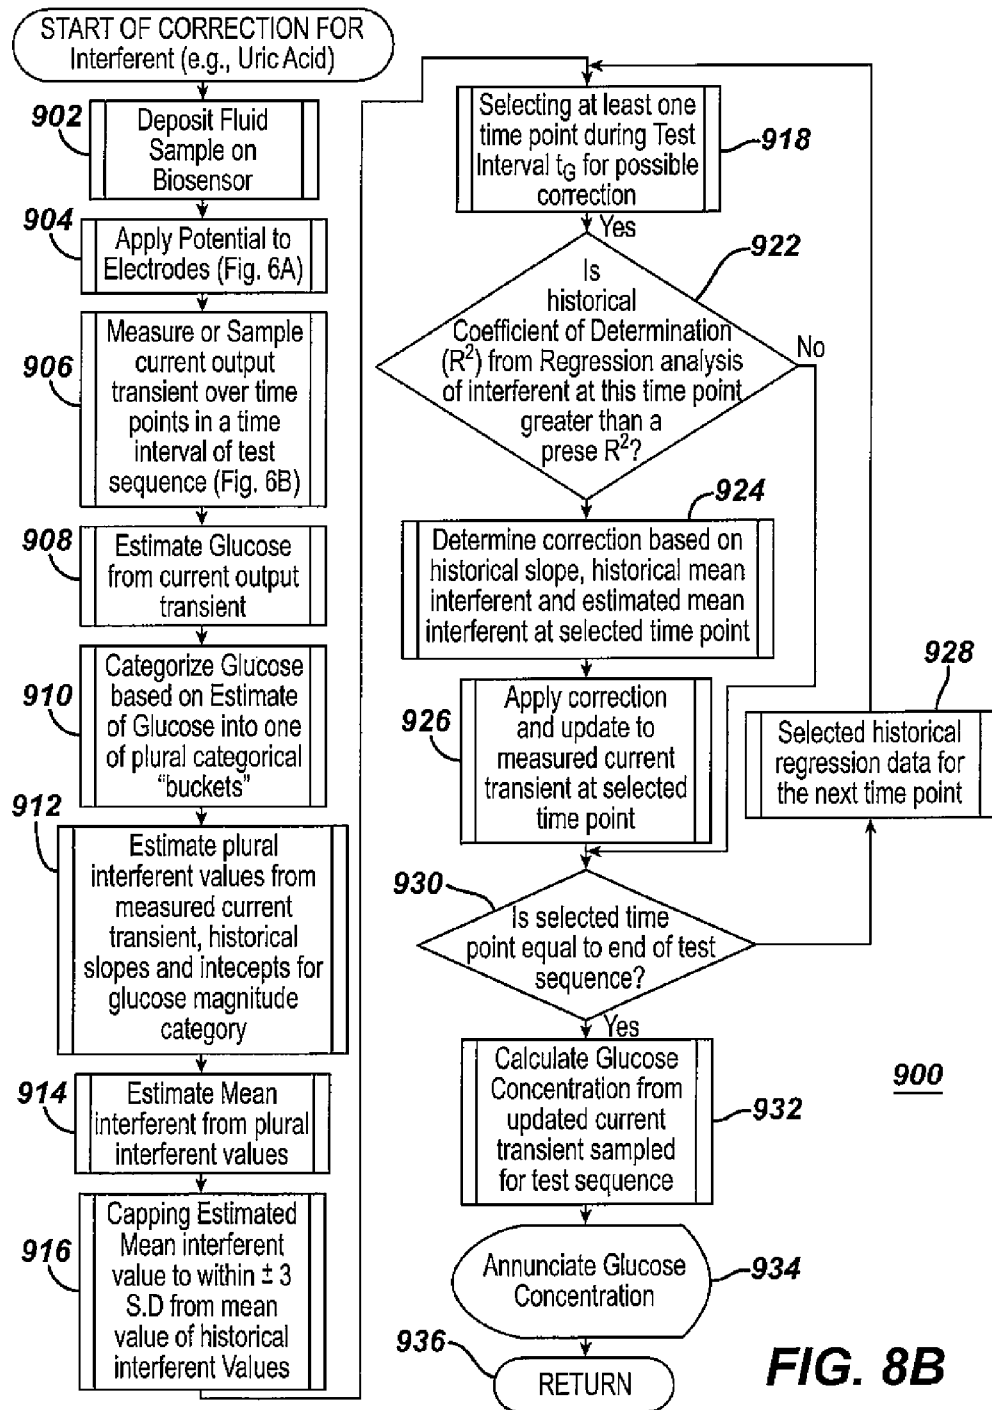 START OF CORRECTION FOR
Interferent (e.g., Uric Acid)
902
Deposit Fluid
Sample on
Biosensor
904
Apply Potential to
Electrodes (Fig. 6A)
906
Measure or Sample
current output
transient over time
points in a time
interval of test
sequence (Fig. 6B)
908
Estimate Glucose
from current output
transient
910
Categorize Glucose
based on Estimate
of Glucose into one
of plural categorical
“buckets”
912
Estimate plural
interferent values from
measured current
transient, historical
slopes and intecepts for
glucose magnitude
category
914
Estimate Mean
interferent from plural
interferent values
916
Capping Estimated
Mean interferent
value to within ± 3
S.D from mean
value of historical
interferent Values
Selecting at least one
time point during Test
Interval tG for possible
correction
918
Yes
922
Is
historical
Coefficient of Determination
(R²) from Regression analysis
of interferent at this time point
greater than a
prese R²?
No
924
Determine correction based on
historical slope, historical mean
interferent and estimated mean
interferent at selected time point
926
Apply correction
and update to
measured current
transient at selected
time point
928
Selected historical
regression data for
the next time point
930
Is selected time
point equal to end of test
sequence?
Yes
Calculate Glucose
Concentration from
updated current
transient sampled
for test sequence
932
900
Annunciate Glucose
Concentration
934
936
RETURN
FIG. 8B